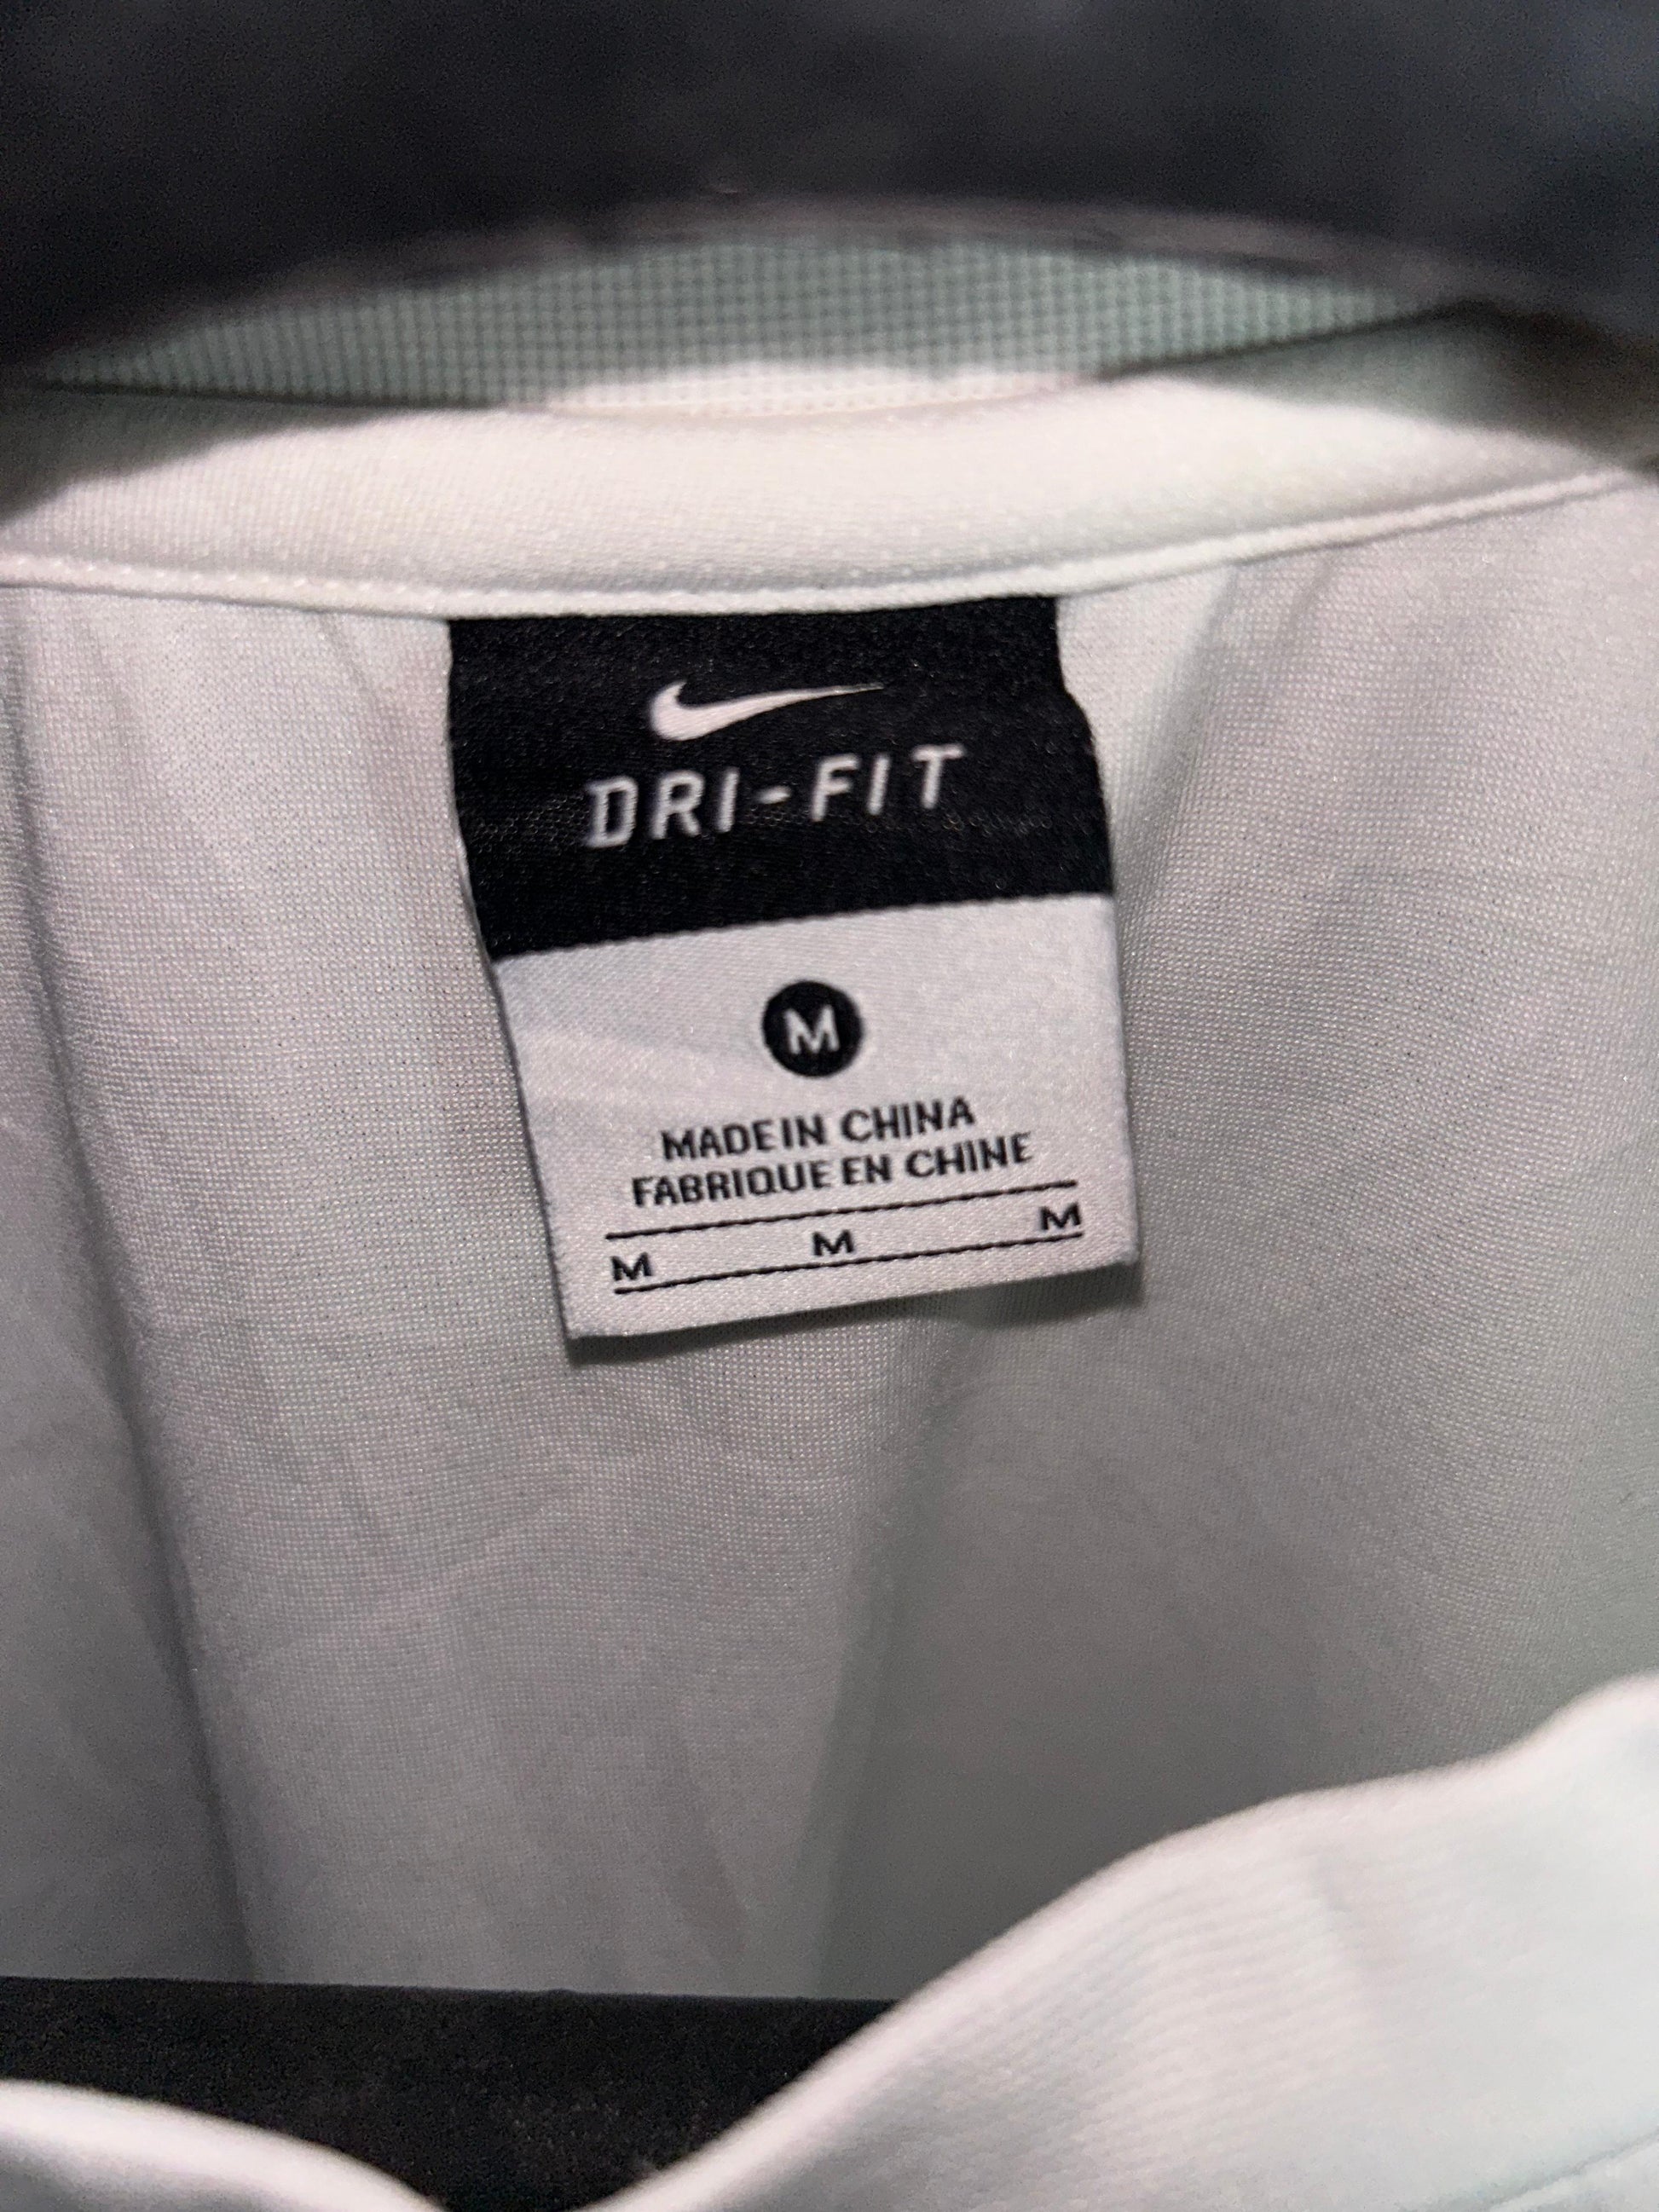 DRI-FIT
M
MADE IN CHINA
FABRIQUE EN CHINE
M M M